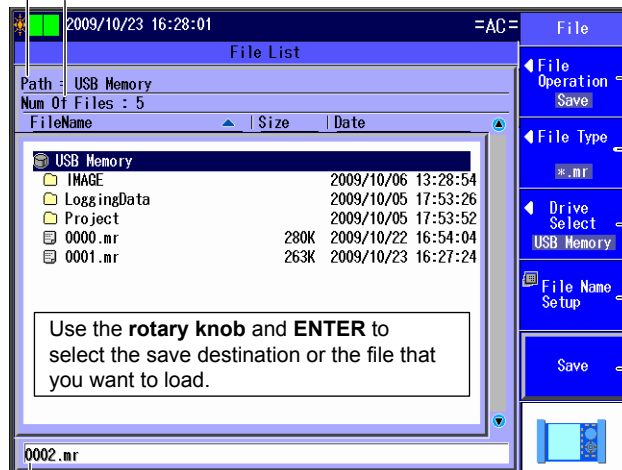 2009/10/23 16:28:01 =AC=
File List
Path = USB Memory
Num Of Files : 5
FileName Size Date
USB Memory
IMAGE 2009/10/06 13:28:54
LoggingData 2009/10/05 17:53:26
Project 2009/10/05 17:53:52
0000.mr 280K 2009/10/22 16:54:04
0001.mr 263K 2009/10/23 16:27:24
Use the rotary knob and ENTER to
select the save destination or the file that
you want to load.
0002.mr
File
File
Operation
Save
File Type
*.mr
Drive
Select
USB Memory
File Name
Setup
Save